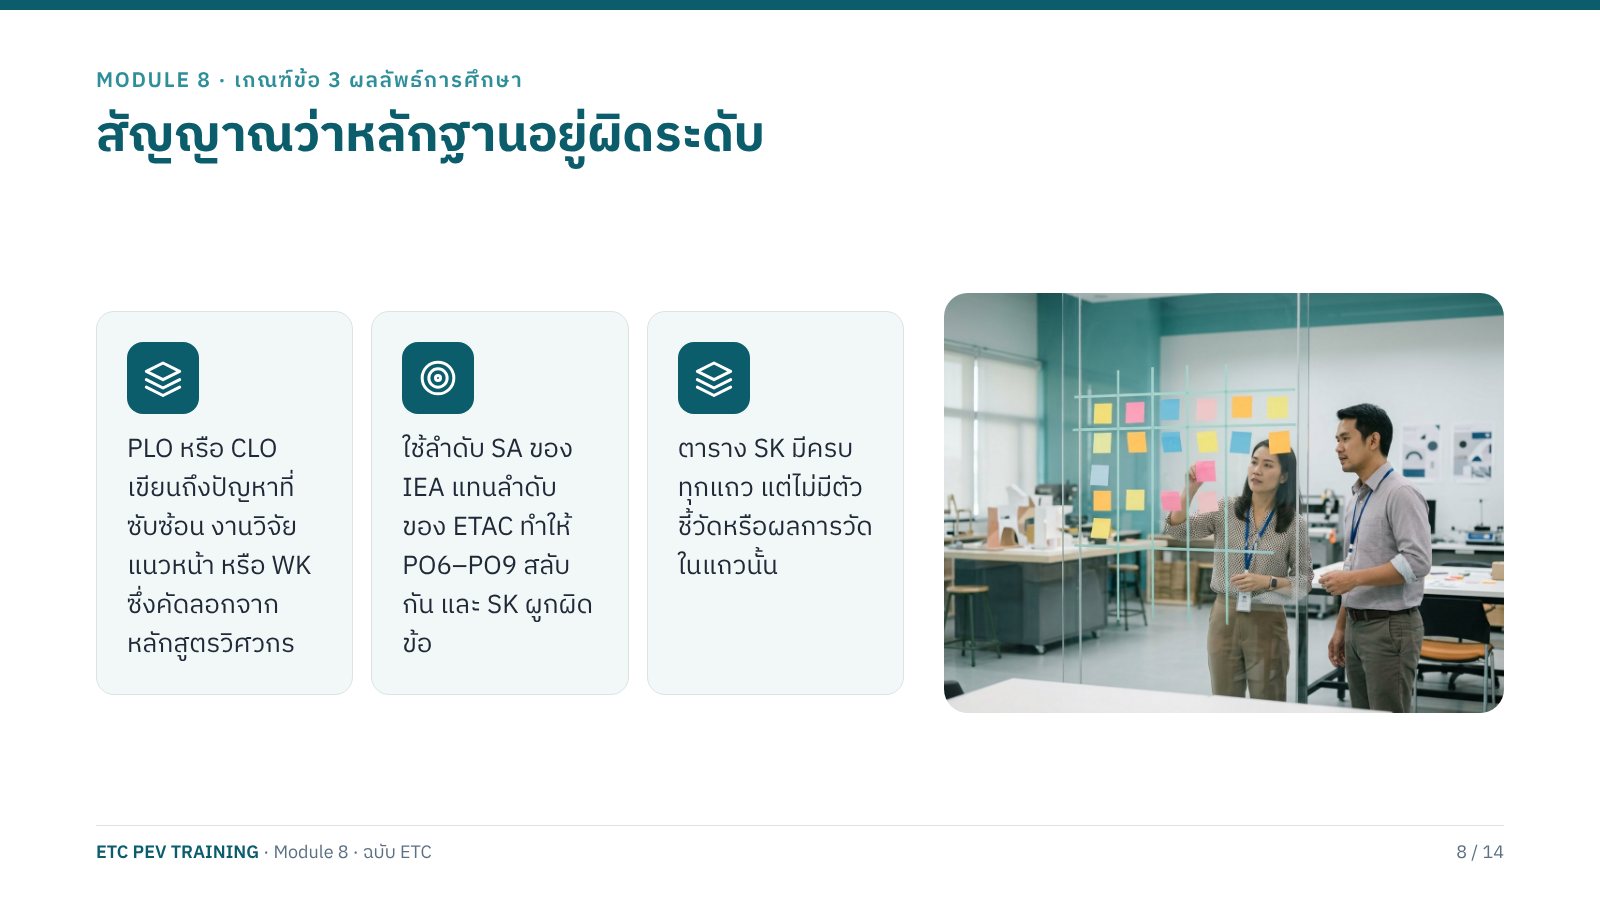 MODULE 8 · เกณฑ์ข้อ 3 ผลลัพธ์การศึกษา
สัญญาณว่าหลักฐานอยู่ผิดระดับ
PLO หรือ CLO
เขียนถึงปัญหาที่
ซับซ้อน งานวิจัย
แนวหน้า หรือ WK
ซึ่งคัดลอกจาก
หลักสูตรวิศวกร
ใช้ลำดับ SA ของ
IEA แทนลำดับ
ของ ETAC ทำให้
PO6–PO9 สลับ
กัน และ SK ผูกผิด
ข้อ
ตาราง SK มีครบ
ทุกแถว แต่ไม่มีตัว
ชี้วัดหรือผลการวัด
ในแถวนั้น
ETC PEV TRAINING · Module 8 · ฉบับ ETC
8 / 14